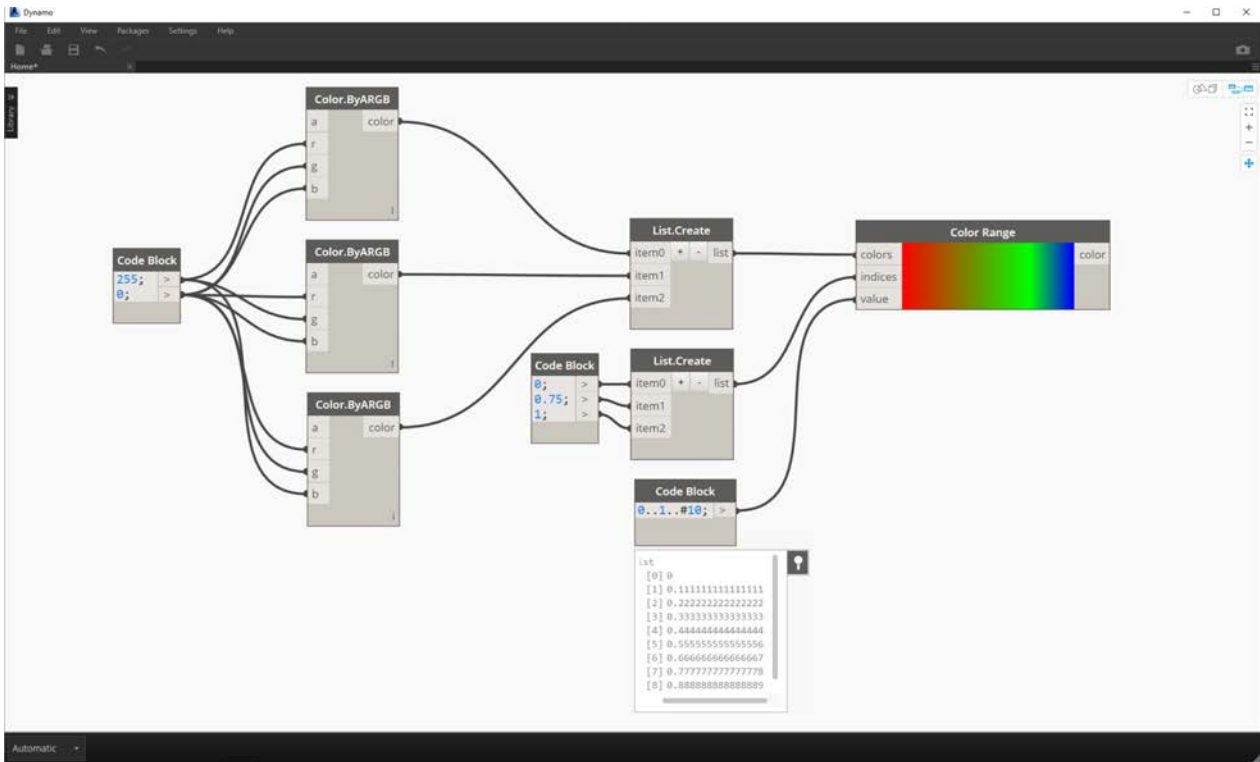 Dynamo
File Edit View Packages Settings Help
Home*
Library
Color.ByARGB
a color
r
g
b
l
Color.ByARGB
a color
r
g
b
l
Color.ByARGB
a color
r
g
b
l
Code Block
255; >
0; >
List.Create
item0 + - list
item1
item2
Code Block
0; >
0.75; >
1; >
List.Create
item0 + - list
item1
item2
Code Block
0..1..#10; >
list
[0] 0
[1] 0.111111111111111
[2] 0.222222222222222
[3] 0.333333333333333
[4] 0.444444444444444
[5] 0.555555555555556
[6] 0.666666666666667
[7] 0.777777777777778
[8] 0.888888888888889
Color Range
colors color
indices
value
Automatic